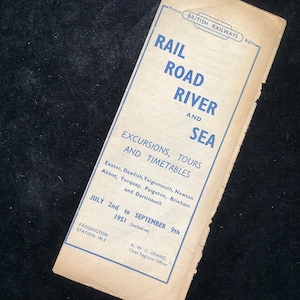 BRITISH RAILWAYS
RAIL
ROAD
RIVER
AND
SEA
EXCURSIONS, TOURS
AND TIMETABLES
Exeter, Dawlish, Teignmouth, Newton
Abbot, Torquay, Paignton, Brixham
and Dartmouth
JULY 2nd to SEPTEMBER 9th
1951 (inclusive)
PADDINGTON
STATION W.2
K. W. C. GRAND,
Chief Regional Officer